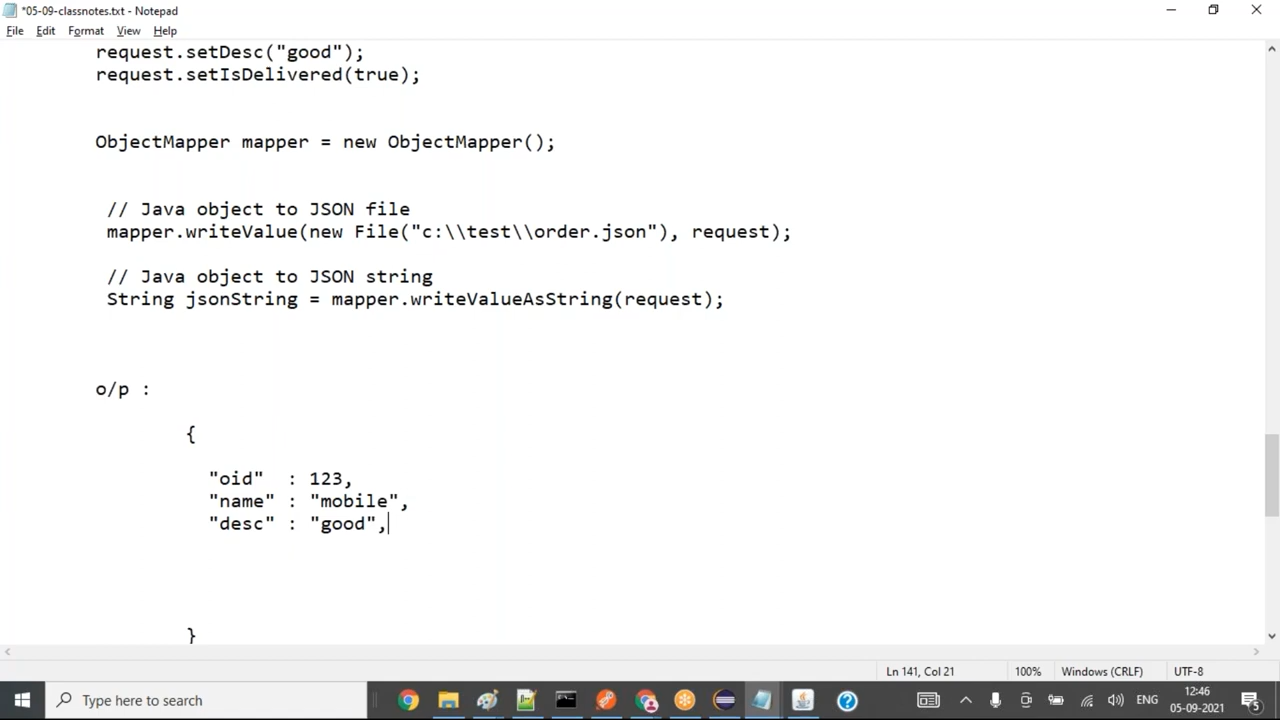 *05-09-classnotes.txt - Notepad
File Edit Format View Help
request.setDesc("good");
request.setIsDelivered(true);
ObjectMapper mapper = new ObjectMapper();
// Java object to JSON file
mapper.writeValue(new File("c:\\test\\order.json"), request);
// Java object to JSON string
String jsonString = mapper.writeValueAsString(request);
o/p :
{
"oid"  : 123,
"name" : "mobile",
"desc" : "good",
}
Ln 141, Col 21 100% Windows (CRLF) UTF-8
Type here to search
ENG
12:46
05-09-2021
5